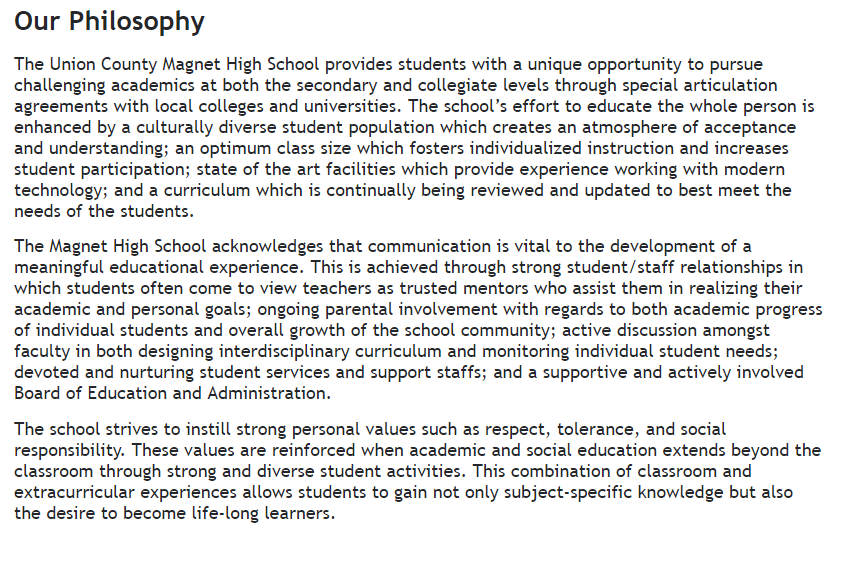 Our Philosophy
The Union County Magnet High School provides students with a unique opportunity to pursue
challenging academics at both the secondary and collegiate levels through special articulation
agreements with local colleges and universities. The school’s effort to educate the whole person is
enhanced by a culturally diverse student population which creates an atmosphere of acceptance
and understanding; an optimum class size which fosters individualized instruction and increases
student participation; state of the art facilities which provide experience working with modern
technology; and a curriculum which is continually being reviewed and updated to best meet the
needs of the students.
The Magnet High School acknowledges that communication is vital to the development of a
meaningful educational experience. This is achieved through strong student/staff relationships in
which students often come to view teachers as trusted mentors who assist them in realizing their
academic and personal goals; ongoing parental involvement with regards to both academic progress
of individual students and overall growth of the school community; active discussion amongst
faculty in both designing interdisciplinary curriculum and monitoring individual student needs;
devoted and nurturing student services and support staffs; and a supportive and actively involved
Board of Education and Administration.
The school strives to instill strong personal values such as respect, tolerance, and social
responsibility. These values are reinforced when academic and social education extends beyond the
classroom through strong and diverse student activities. This combination of classroom and
extracurricular experiences allows students to gain not only subject-specific knowledge but also
the desire to become life-long learners.